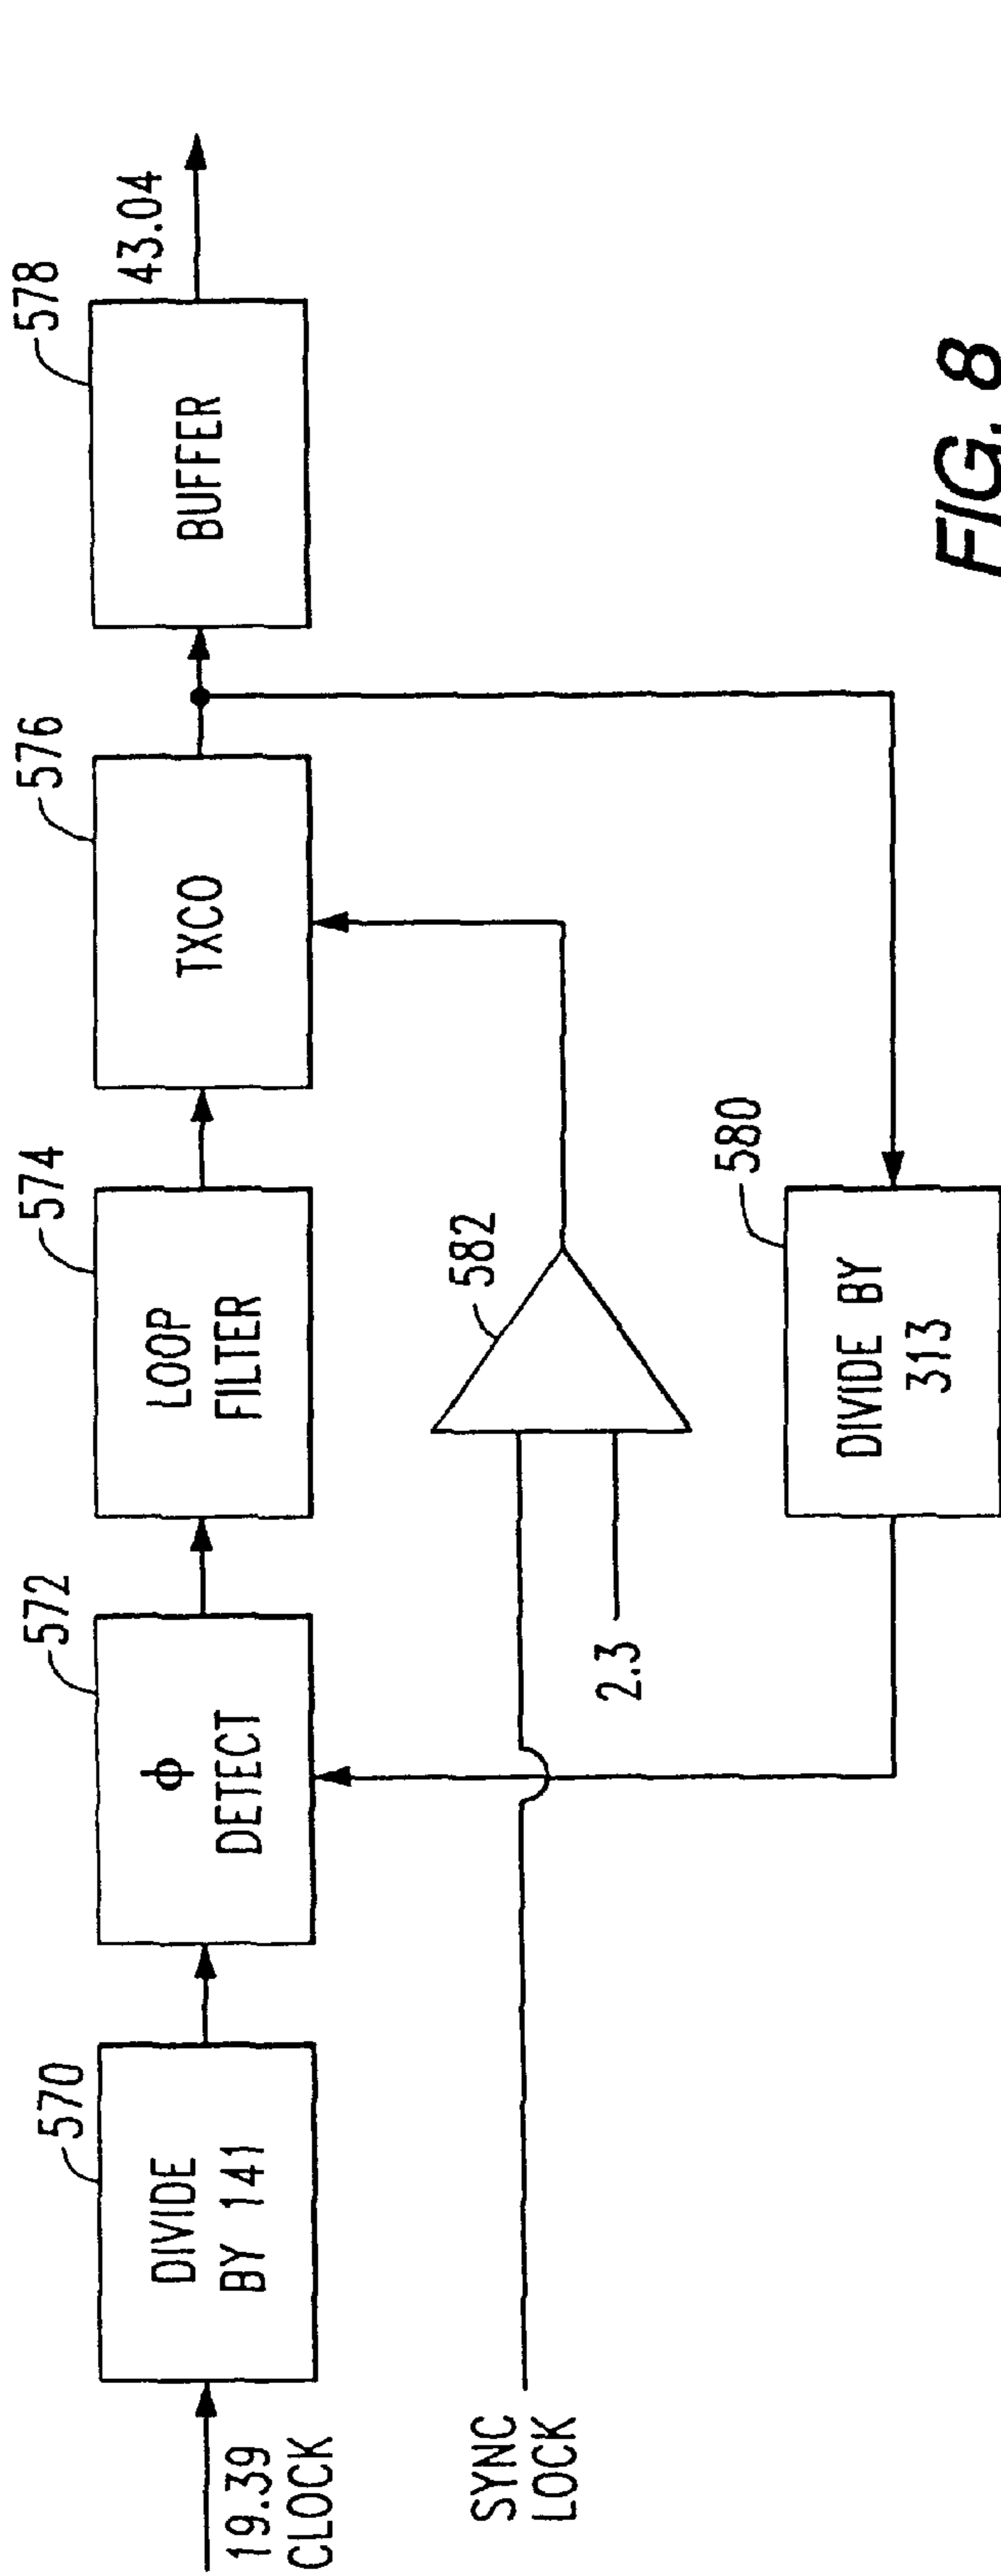 570
572
574
576
578
19.39
CLOCK
DIVIDE
BY 141
ϕ
DETECT
LOOP
FILTER
TXCO
BUFFER
43.04
SYNC
LOCK
2.3
582
580
DIVIDE BY
313
FIG. 8